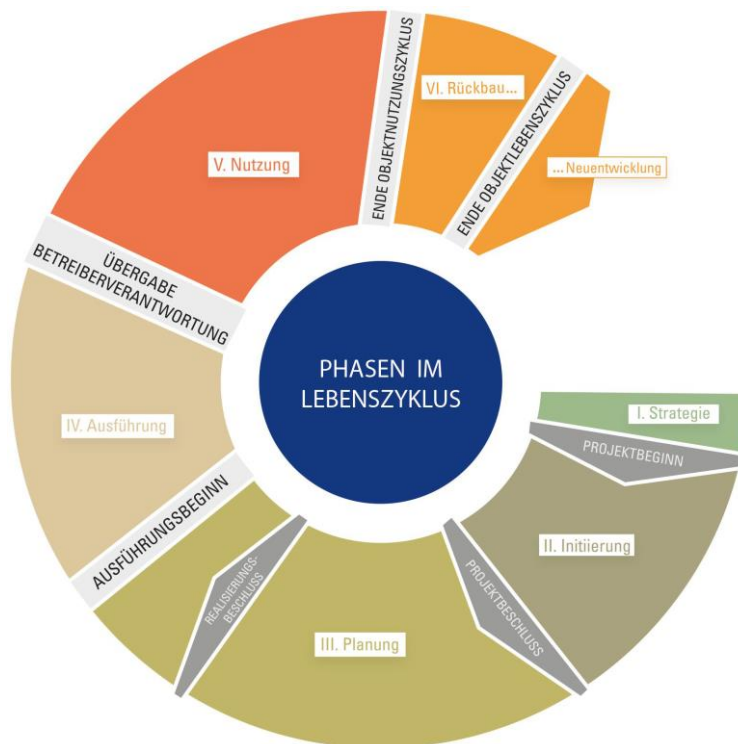 PHASEN IM
LEBENSZYKLUS
I. Strategie
PROJEKTBEGINN
II. Initiierung
PROJEKTBESCHLUSS
III. Planung
REALISIERUNGS-
BESCHLUSS
AUSFÜHRUNGSBEGINN
IV. Ausführung
ÜBERGABE
BETREIBERVERANTWORTUNG
V. Nutzung
ENDE OBJEKTNUTZUNGSZYKLUS
VI. Rückbau...
ENDE OBJEKTLEBENSZYKLUS
... Neuentwicklung